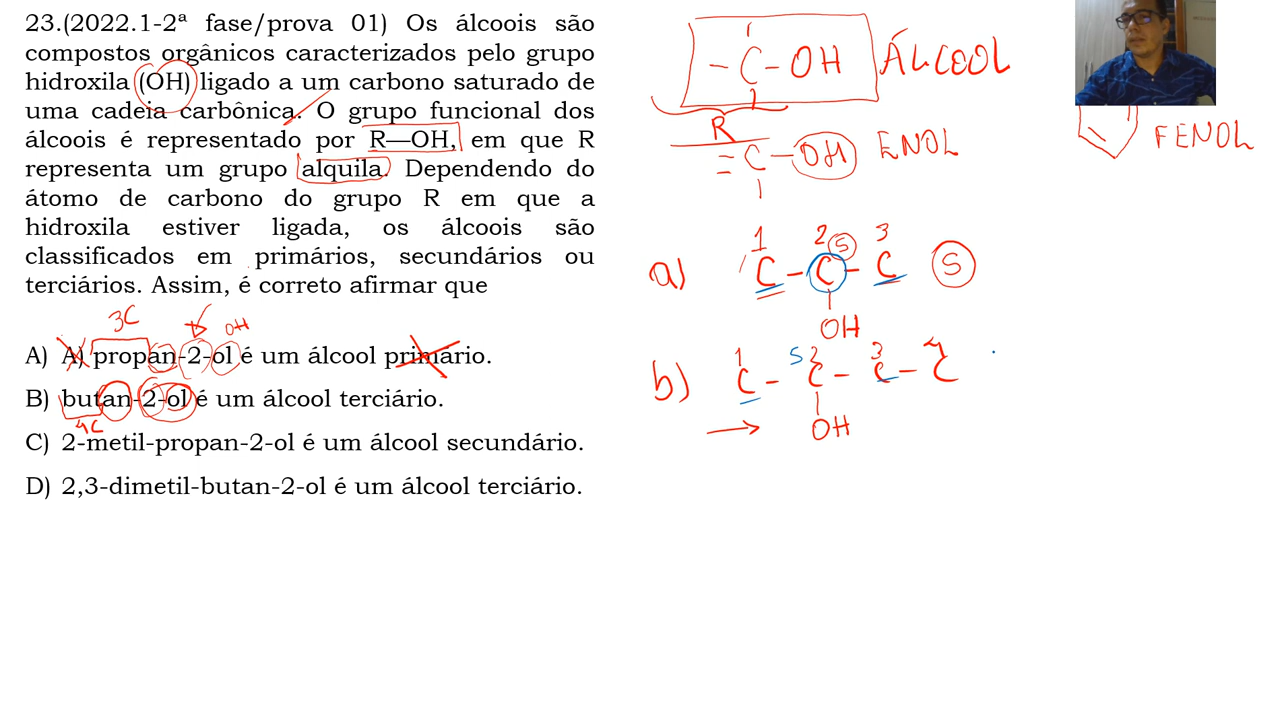 23.(2022.1-2ª fase/prova 01) Os álcoois são
compostos orgânicos caracterizados pelo grupo
hidroxila (OH) ligado a um carbono saturado de
uma cadeia carbônica. O grupo funcional dos
álcoois é representado por R—OH, em que R
representa um grupo alquila. Dependendo do
átomo de carbono do grupo R em que a
hidroxila estiver ligada, os álcoois são
classificados em primários, secundários ou
terciários. Assim, é correto afirmar que
3C
OH
A) A) propan-2-ol é um álcool primário.
B) butan-2-ol é um álcool terciário.
4C
C) 2-metil-propan-2-ol é um álcool secundário.
D) 2,3-dimetil-butan-2-ol é um álcool terciário.
-C-OH ÁLCOOL
R
=C-OH ENOL
FENOL
1 2 S 3
a) C-C-C S
OH
1 S 2 3 4
b) C-C-C-C
OH